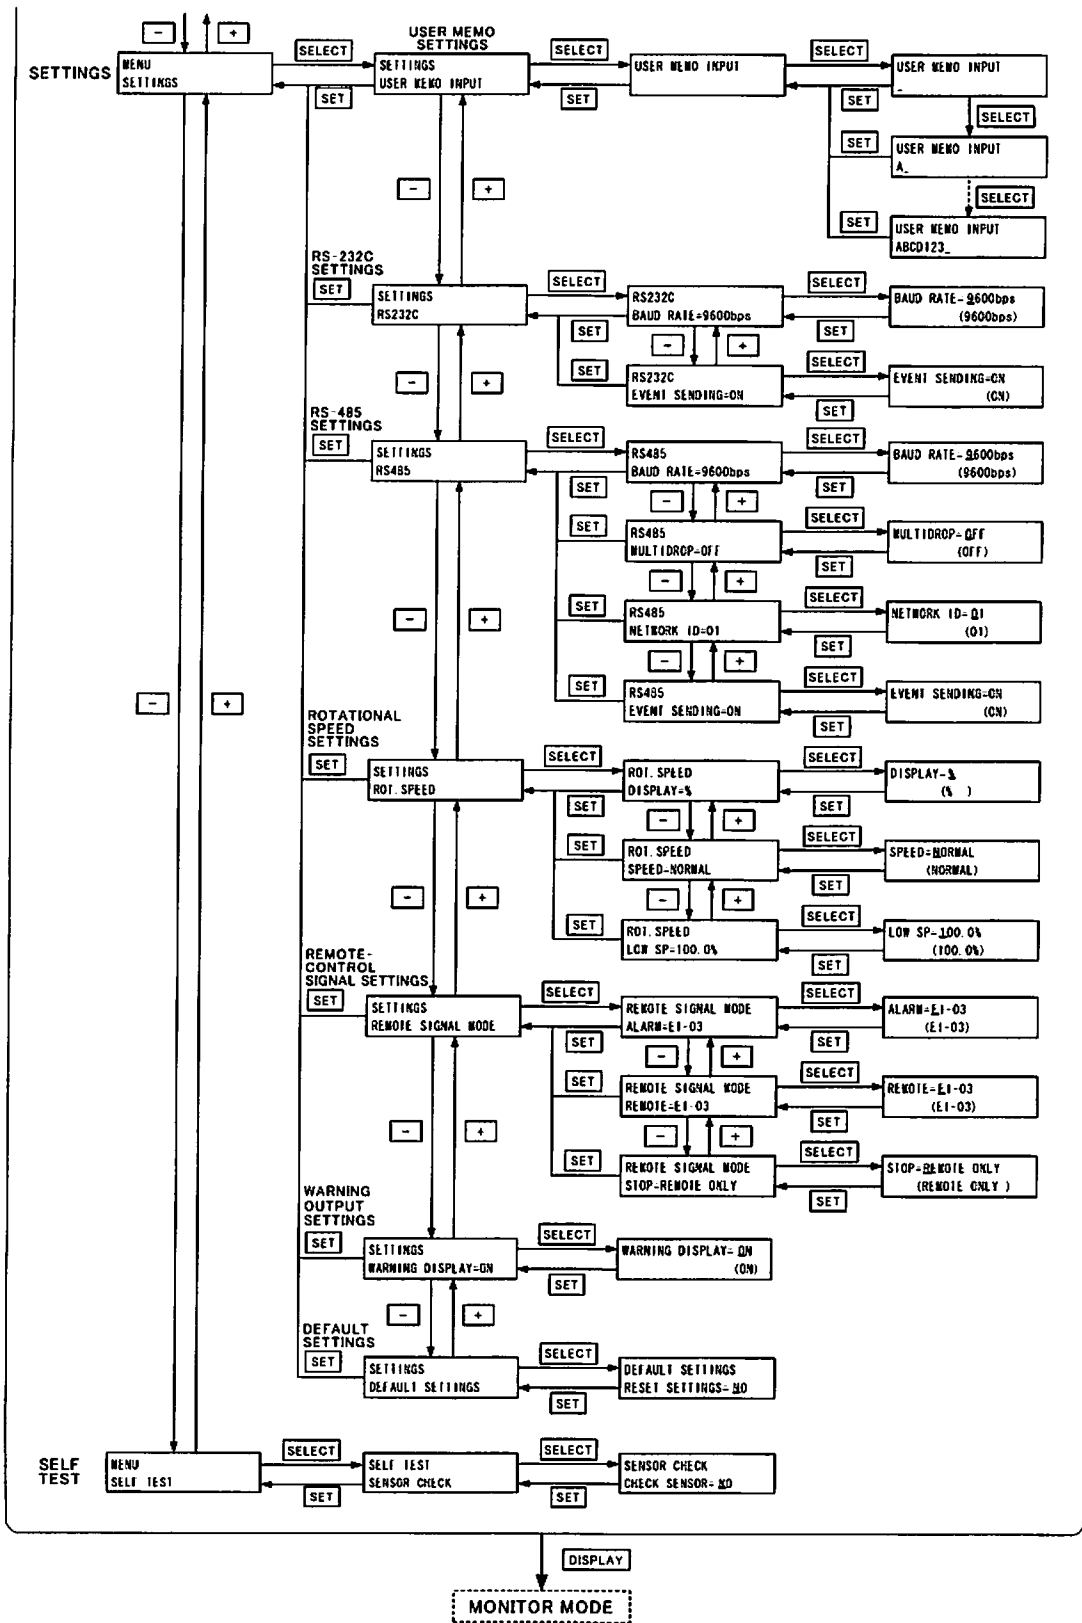 − +
SETTINGS
MENU
SETTINGS
SELECT
SET
USER MEMO
SETTINGS
SETTINGS
USER MEMO INPUT
SELECT
SET
USER MEMO INPUT
SELECT
SET
USER MEMO INPUT
_
SELECT
SET
USER MEMO INPUT
A_
SELECT
SET
USER MEMO INPUT
ABCD123_
− +
RS-232C
SETTINGS
SET
SETTINGS
RS232C
SELECT
SET
RS232C
BAUD RATE=9600bps
SELECT
SET
BAUD RATE=9600bps
(9600bps)
− +
SET
RS232C
EVENT SENDING=ON
SELECT
SET
EVENT SENDING=ON
(ON)
− +
RS-485
SETTINGS
SET
SETTINGS
RS485
SELECT
SET
RS485
BAUD RATE=9600bps
SELECT
SET
BAUD RATE=9600bps
(9600bps)
− +
SET
RS485
MULTIDROP=OFF
SELECT
SET
MULTIDROP=OFF
(OFF)
− +
SET
RS485
NETWORK ID=01
SELECT
SET
NETWORK ID=01
(01)
− +
SET
RS485
EVENT SENDING=ON
SELECT
SET
EVENT SENDING=ON
(ON)
− +
− +
ROTATIONAL
SPEED
SETTINGS
SET
SETTINGS
ROT.SPEED
SELECT
SET
ROT.SPEED
DISPLAY=%
SELECT
SET
DISPLAY=%
(% )
− +
SET
ROT.SPEED
SPEED=NORMAL
SELECT
SET
SPEED=NORMAL
(NORMAL)
− +
SET
ROT.SPEED
LOW SP=100.0%
SELECT
SET
LOW SP=100.0%
(100.0%)
− +
REMOTE-
CONTROL
SIGNAL SETTINGS
SET
SETTINGS
REMOTE SIGNAL MODE
SELECT
SET
REMOTE SIGNAL MODE
ALARM=E1-03
SELECT
SET
ALARM=E1-03
(E1-03)
− +
SET
REMOTE SIGNAL MODE
REMOTE=E1-03
SELECT
SET
REMOTE=E1-03
(E1-03)
− +
SET
REMOTE SIGNAL MODE
STOP=REMOTE ONLY
SELECT
SET
STOP=REMOTE ONLY
(REMOTE ONLY )
− +
WARNING
OUTPUT
SETTINGS
SET
SETTINGS
WARNING DISPLAY=ON
SELECT
SET
WARNING DISPLAY= ON
(ON)
− +
DEFAULT
SETTINGS
SET
SETTINGS
DEFAULT SETTINGS
SELECT
SET
DEFAULT SETTINGS
RESET SETTINGS= NO
SELF
TEST
MENU
SELF TEST
SELECT
SET
SELF TEST
SENSOR CHECK
SELECT
SET
SENSOR CHECK
CHECK SENSOR= NO
DISPLAY
MONITOR MODE